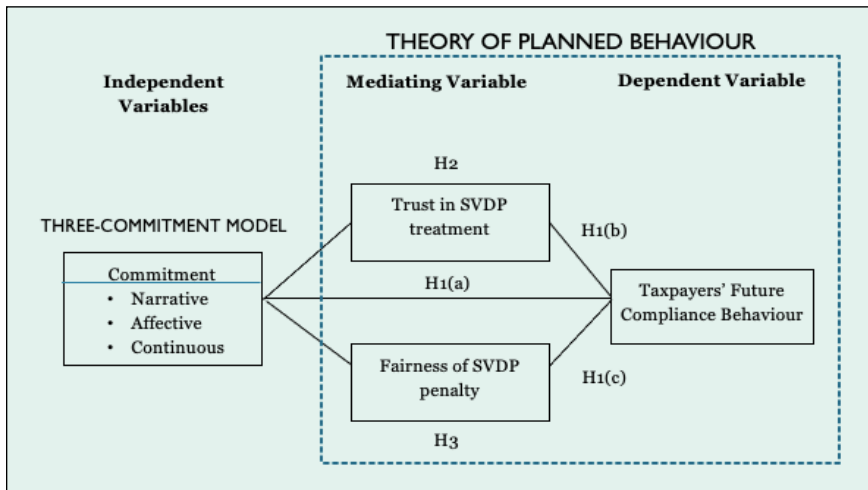 THEORY OF PLANNED BEHAVIOUR
Independent
Variables
Mediating Variable
Dependent Variable
H2
Trust in SVDP
treatment
H1(b)
THREE-COMMITMENT MODEL
Commitment
• Narrative
• Affective
• Continuous
H1(a)
Taxpayers' Future
Compliance Behaviour
Fairness of SVDP
penalty
H1(c)
H3